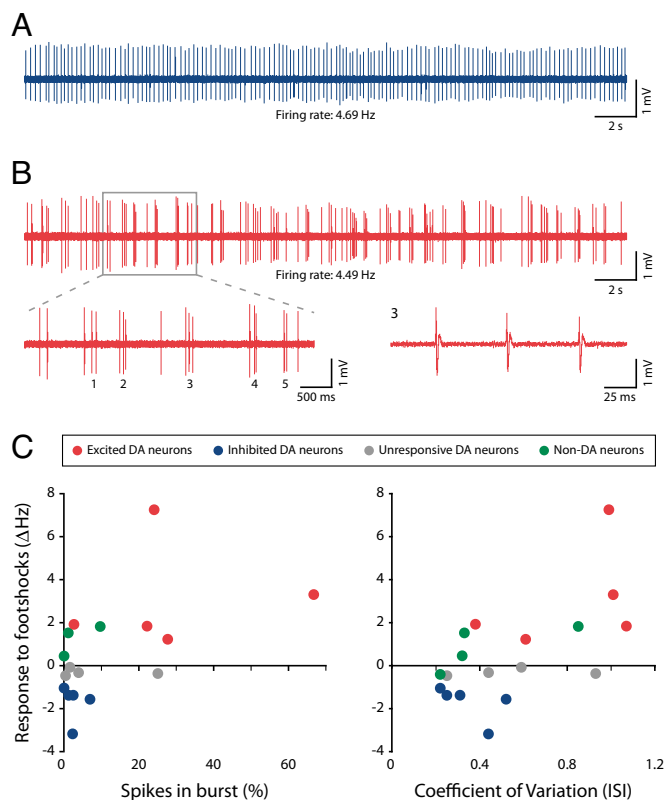 A
Firing rate: 4.69 Hz
2 s
1 mV
B
Firing rate: 4.49 Hz
2 s
1 mV
1 2 3 4 5
500 ms
1 mV
3
25 ms
1 mV
C
Excited DA neurons Inhibited DA neurons Unresponsive DA neurons Non-DA neurons
Response to footshocks (ΔHz)
8
6
4
2
0
-2
-4
0 20 40 60
Spikes in burst (%)
8
6
4
2
0
-2
-4
0 0.4 0.8 1.2
Coefficient of Variation (ISI)